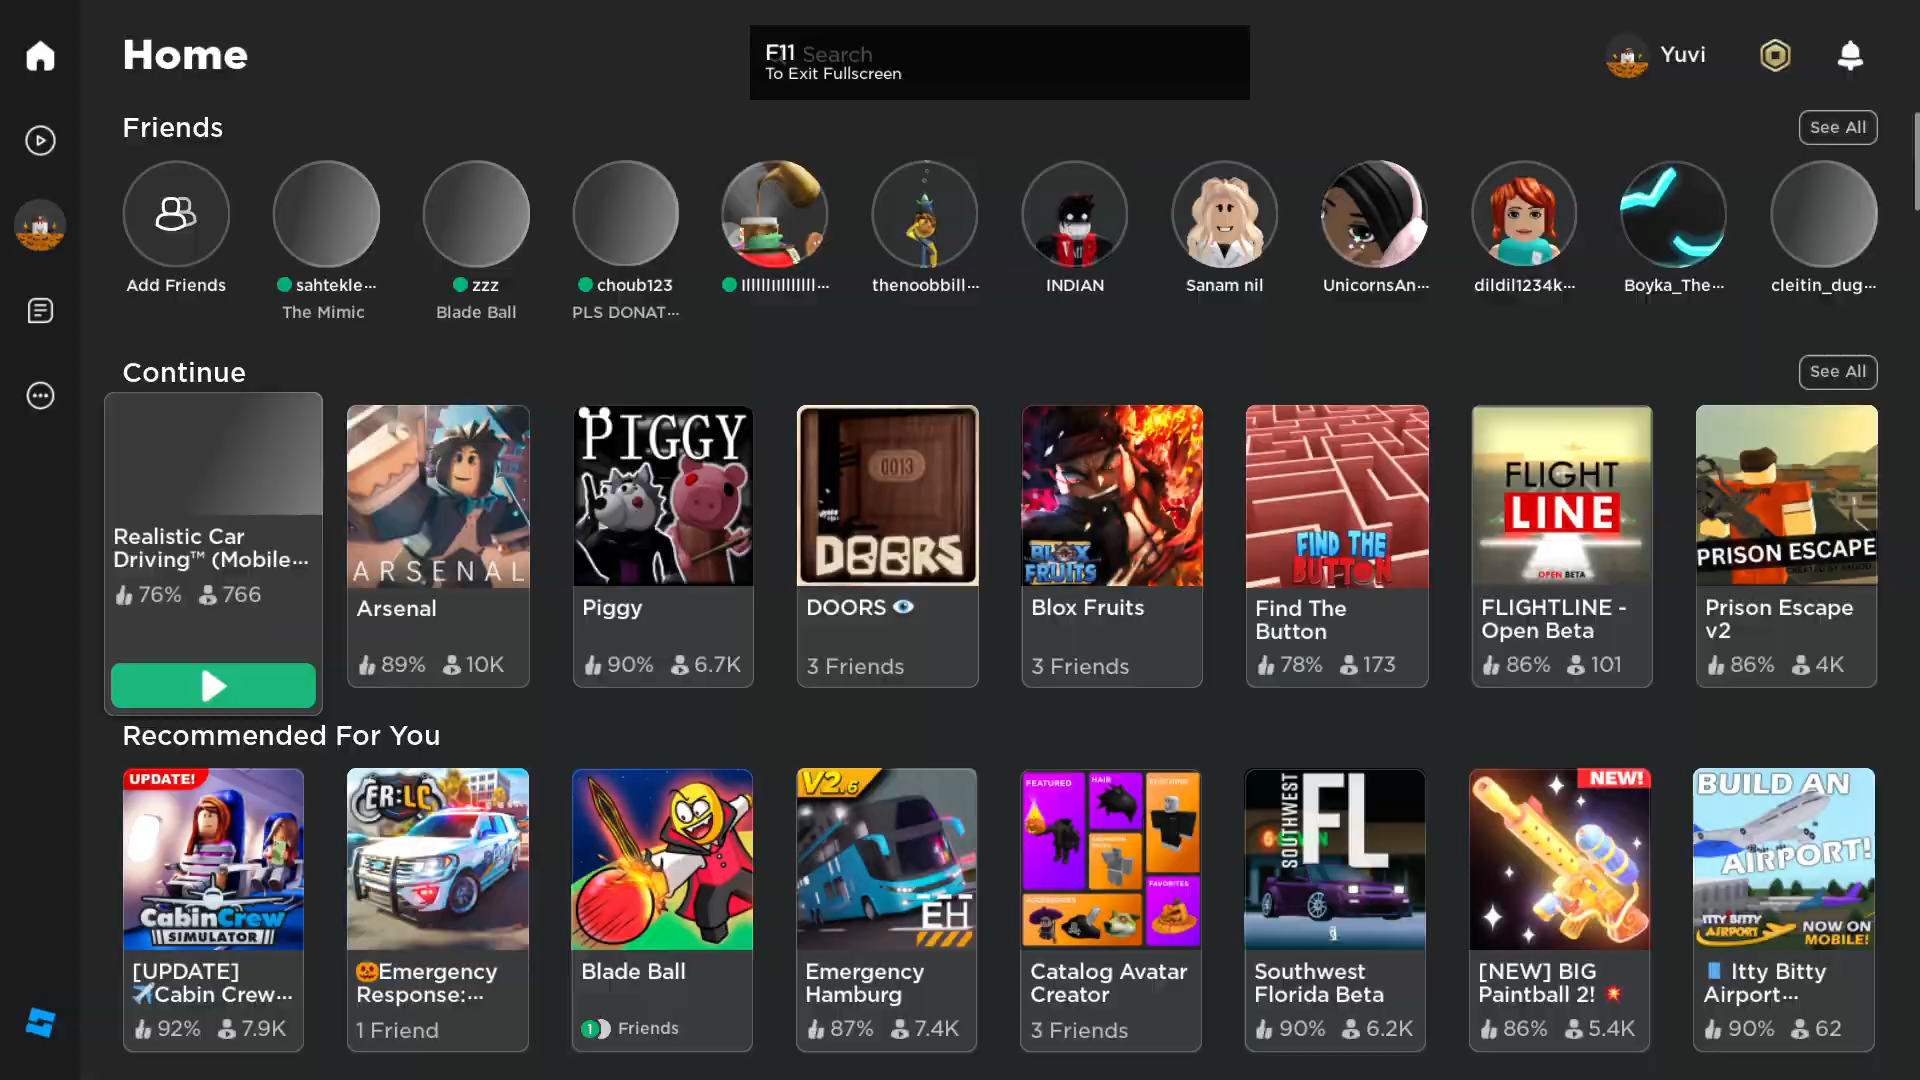 Home
F11 Search
To Exit Fullscreen
Yuvi
Friends
See All
Add Friends
sahtekle...
zzz
choub123
thenoobbill...
INDIAN
Sanam nil
UnicornsAn...
dildil1234k...
Boyka_The...
cleitin_dug...
The Mimic
Blade Ball
PLS DONAT...
Continue
See All
Realistic Car
Driving™ (Mobile...
76% 766
ARSENAL
Arsenal
89% 10K
PIGGY
Piggy
90% 6.7K
0013
DOORS
DOORS 👁
3 Friends
BLOX
FRUITS
Blox Fruits
3 Friends
FIND THE
BUTTON
Find The
Button
78% 173
FLIGHT
LINE
OPEN BETA
FLIGHTLINE -
Open Beta
86% 101
PRISON ESCAPE
Prison Escape
v2
86% 4K
Recommended For You
UPDATE!
CabinCrew
SIMULATOR
[UPDATE]
✈️Cabin Crew...
92% 7.9K
ER:LC
🎃Emergency
Response:...
1 Friend
Blade Ball
1 Friends
V2.6
EH
Emergency
Hamburg
87% 7.4K
FEATURED
HAIR
FAVORITES
ACCESSORIES
Catalog Avatar
Creator
3 Friends
SOUTHWEST
FL
Southwest
Florida Beta
90% 6.2K
NEW!
[NEW] BIG
Paintball 2! 💥
86% 5.4K
BUILD AN
AIRPORT!
ITTY BITTY
AIRPORT
NOW ON
MOBILE!
Itty Bitty
Airport...
90% 62